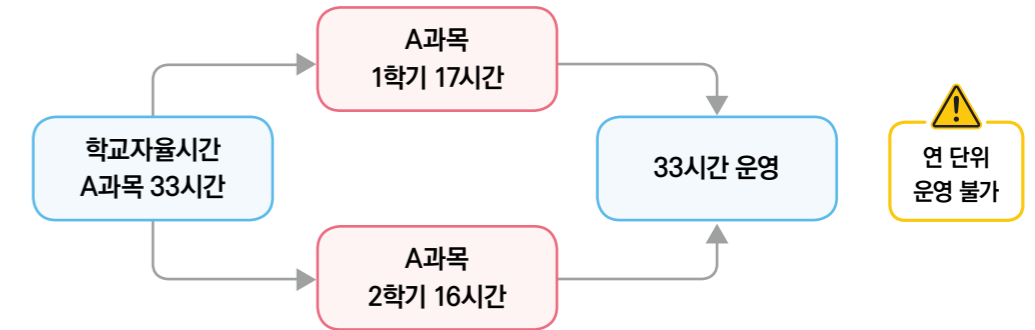 학교자율시간
A과목 33시간
A과목
1학기 17시간
A과목
2학기 16시간
33시간 운영
연 단위
운영 불가